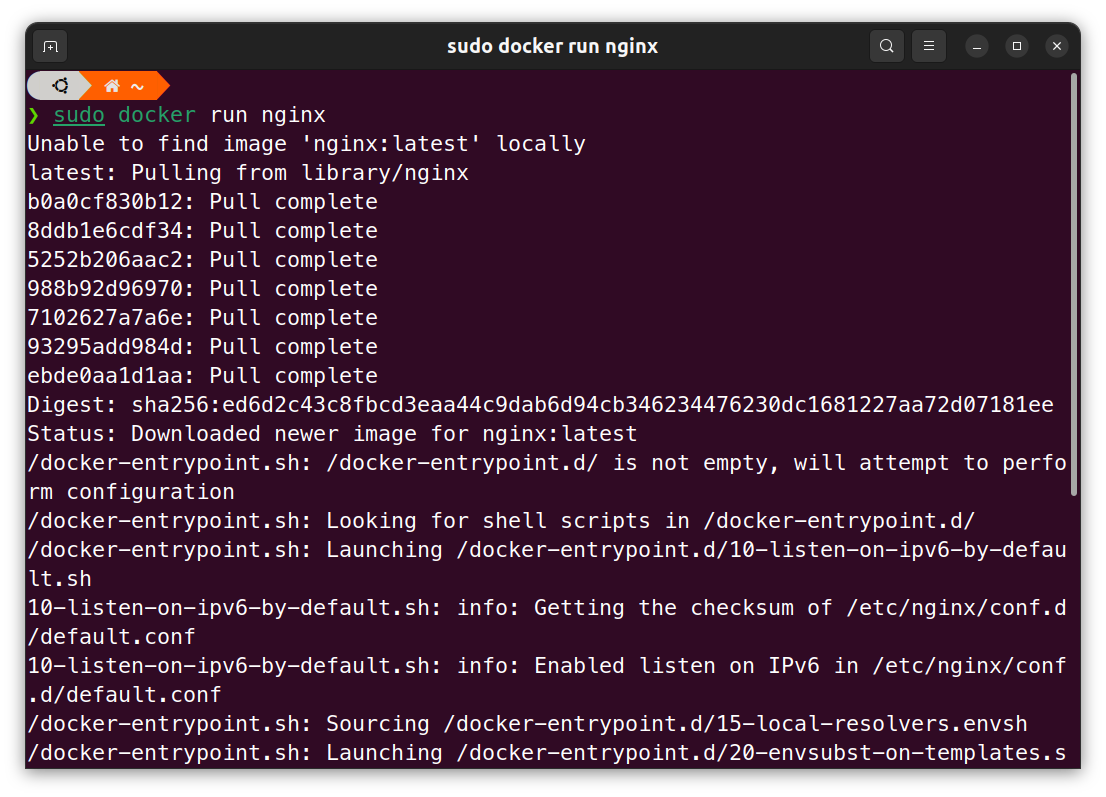 sudo docker run nginx
~
❯ sudo docker run nginx
Unable to find image 'nginx:latest' locally
latest: Pulling from library/nginx
b0a0cf830b12: Pull complete
8ddb1e6cdf34: Pull complete
5252b206aac2: Pull complete
988b92d96970: Pull complete
7102627a7a6e: Pull complete
93295add984d: Pull complete
ebde0aa1d1aa: Pull complete
Digest: sha256:ed6d2c43c8fbcd3eaa44c9dab6d94cb346234476230dc1681227aa72d07181ee
Status: Downloaded newer image for nginx:latest
/docker-entrypoint.sh: /docker-entrypoint.d/ is not empty, will attempt to perfo
rm configuration
/docker-entrypoint.sh: Looking for shell scripts in /docker-entrypoint.d/
/docker-entrypoint.sh: Launching /docker-entrypoint.d/10-listen-on-ipv6-by-defau
lt.sh
10-listen-on-ipv6-by-default.sh: info: Getting the checksum of /etc/nginx/conf.d
/default.conf
10-listen-on-ipv6-by-default.sh: info: Enabled listen on IPv6 in /etc/nginx/conf
.d/default.conf
/docker-entrypoint.sh: Sourcing /docker-entrypoint.d/15-local-resolvers.envsh
/docker-entrypoint.sh: Launching /docker-entrypoint.d/20-envsubst-on-templates.s